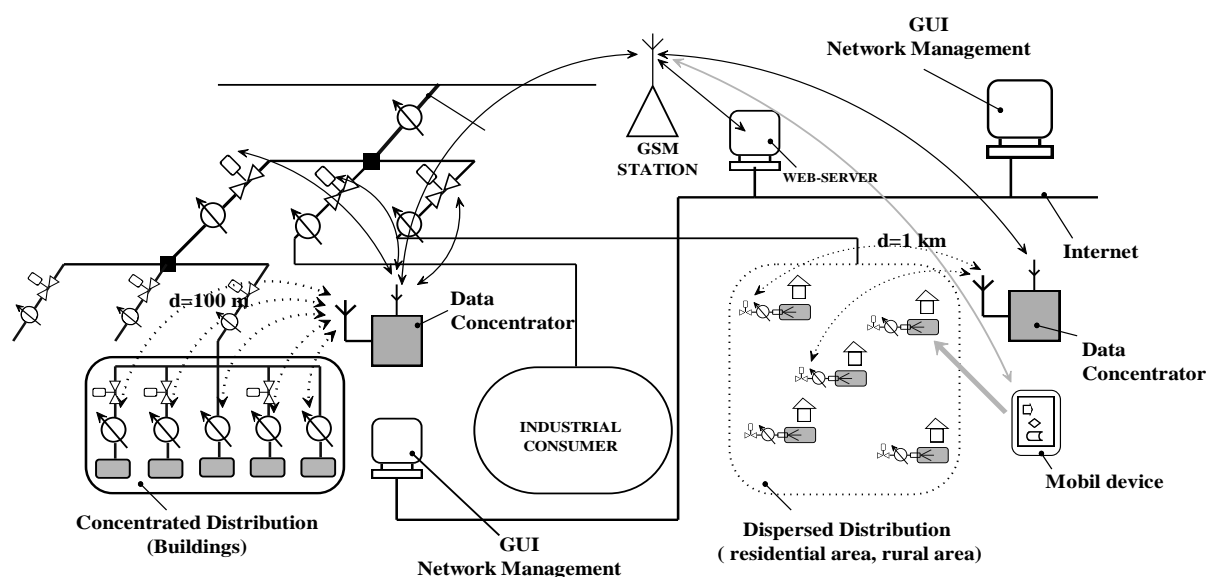 GUI
Network Management
GSM
STATION
WEB-SERVER
Internet
d=1 km
d=100 m
Data
Concentrator
Data
Concentrator
INDUSTRIAL
CONSUMER
Mobil device
Concentrated Distribution
(Buildings)
GUI
Network Management
Dispersed Distribution
( residential area, rural area)